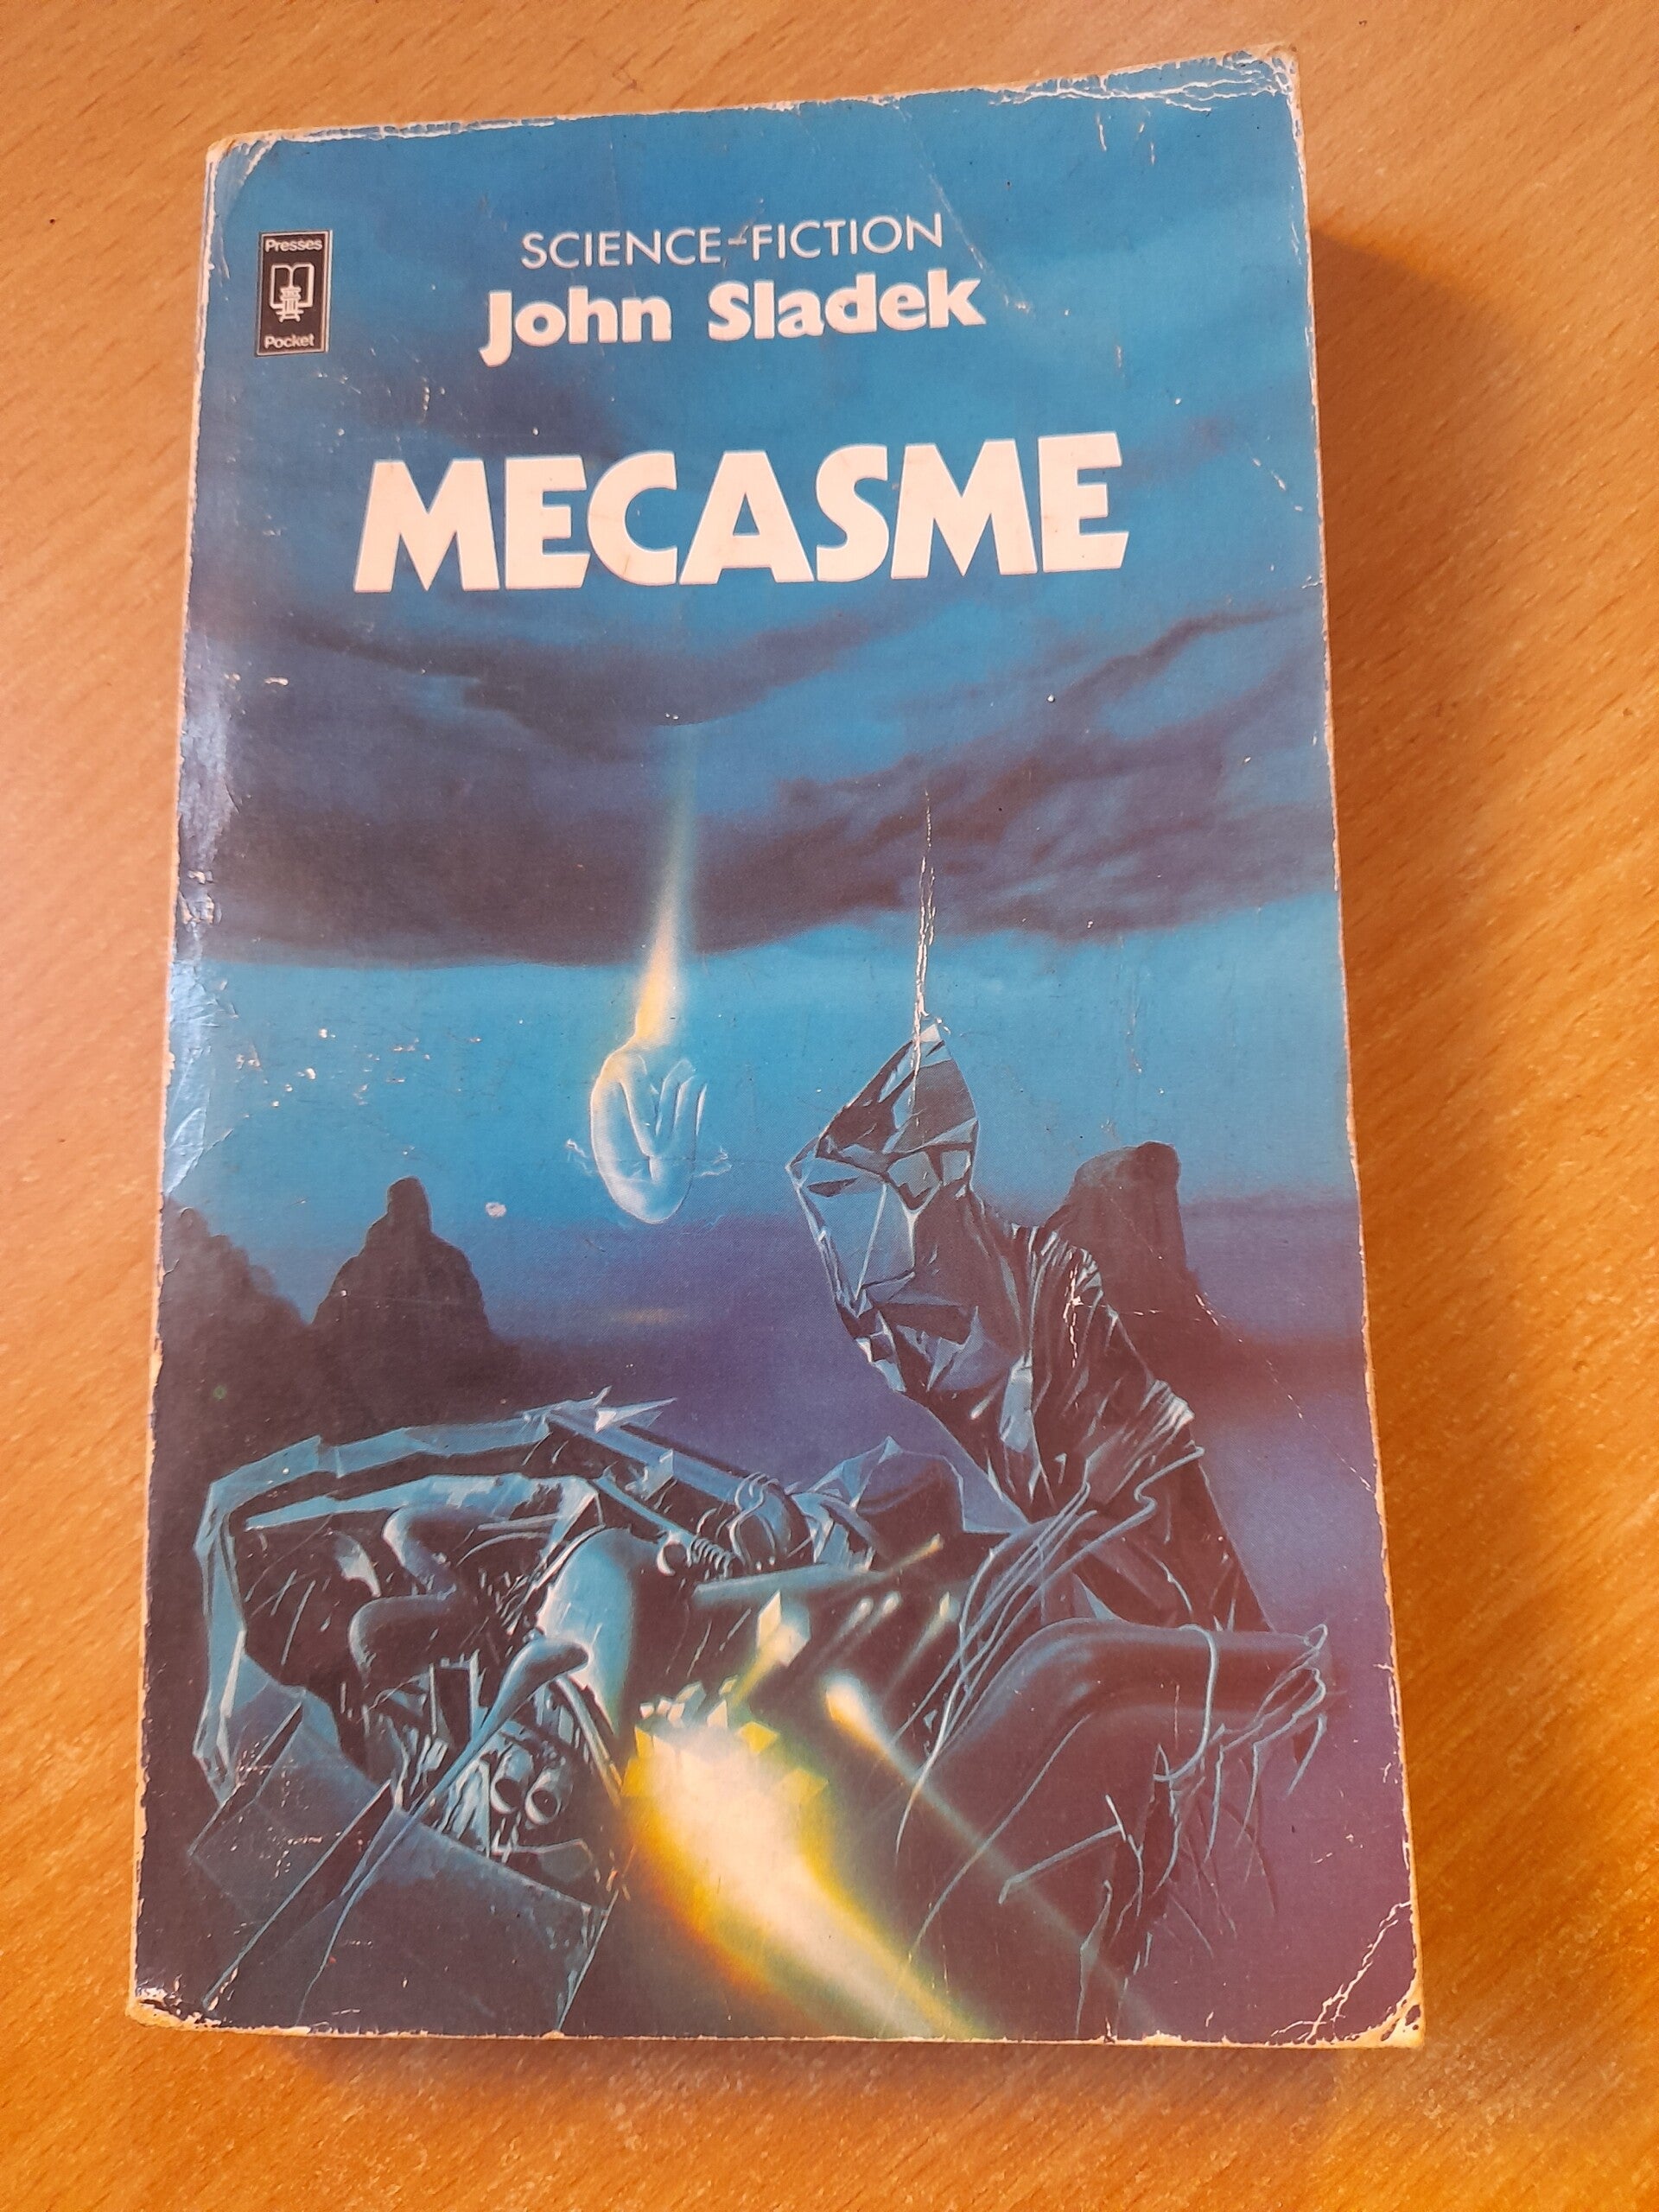 Presses
Pocket
SCIENCE-FICTION
John Sladek
MECASME